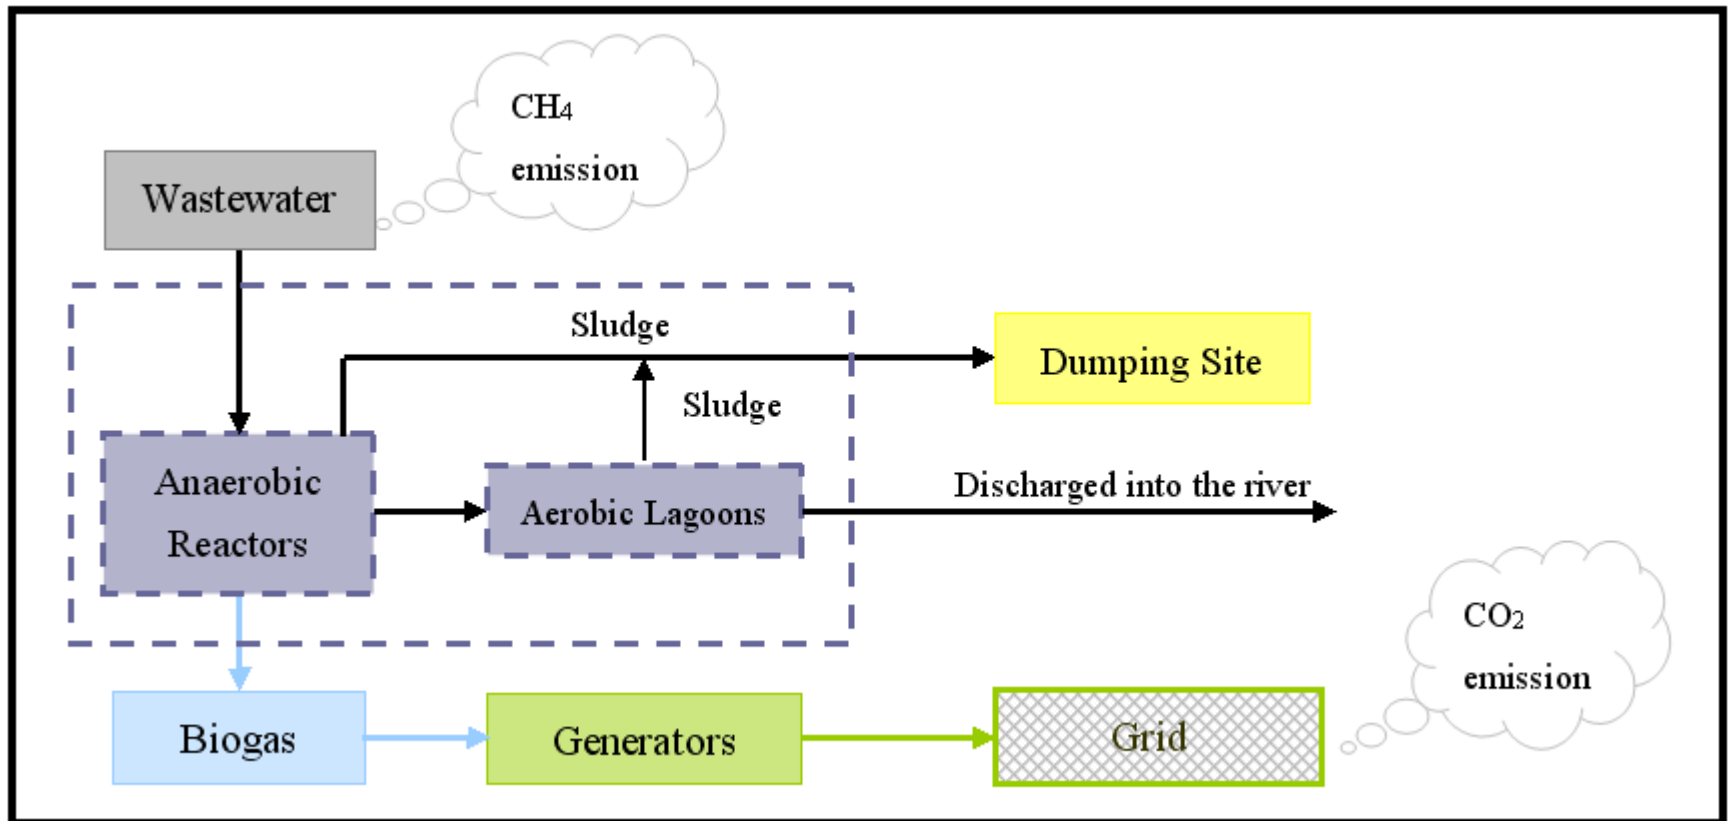 CH4
emission
Wastewater
Sludge
Dumping Site
Sludge
Anaerobic
Reactors
Aerobic Lagoons
Discharged into the river
CO2
emission
Biogas
Generators
Grid